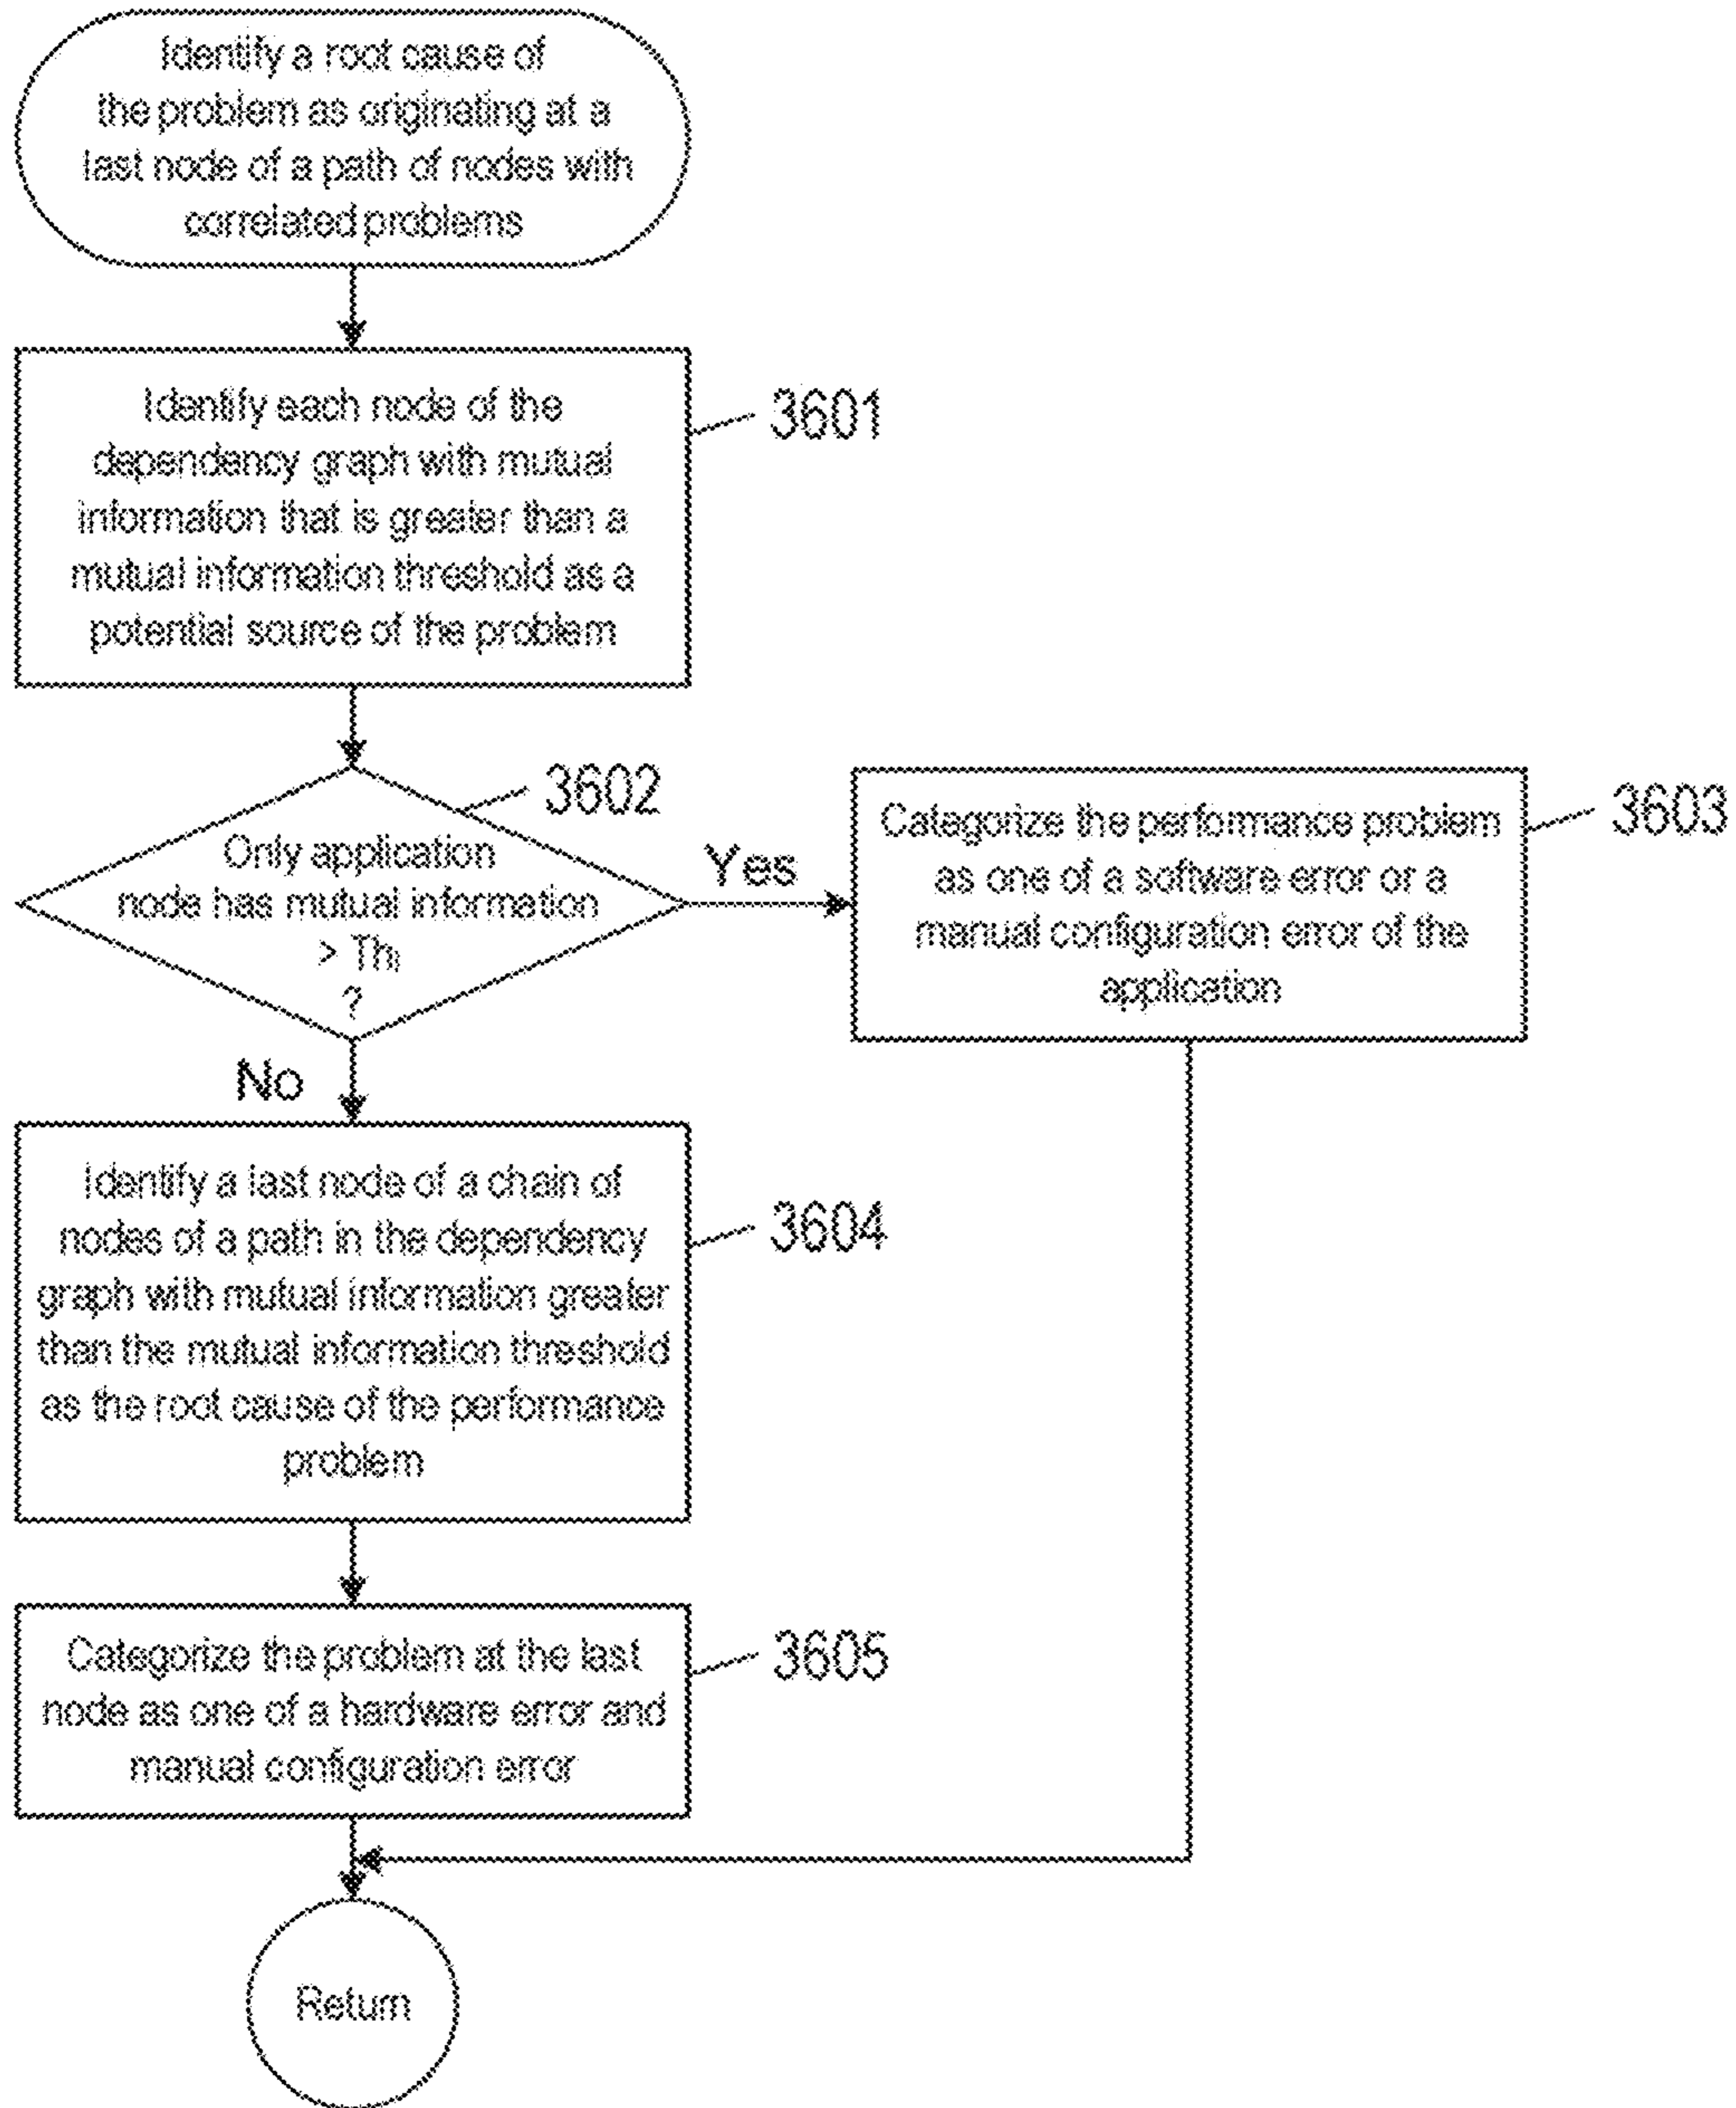 Identify a root cause of
the problem as originating at a
last node of a path of nodes with
correlated problems
Identify each node of the
dependency graph with mutual
information that is greater than a
mutual information threshold as a
potential source of the problem
3601
3602
Only application
node has mutual information
> Thᵢ
?
Yes
Categorize the performance problem
as one of a software error or a
manual configuration error of the
application
3603
No
Identify a last node of a chain of
nodes of a path in the dependency
graph with mutual information greater
than the mutual information threshold
as the root cause of the performance
problem
3604
Categorize the problem at the last
node as one of a hardware error and
manual configuration error
3605
Return